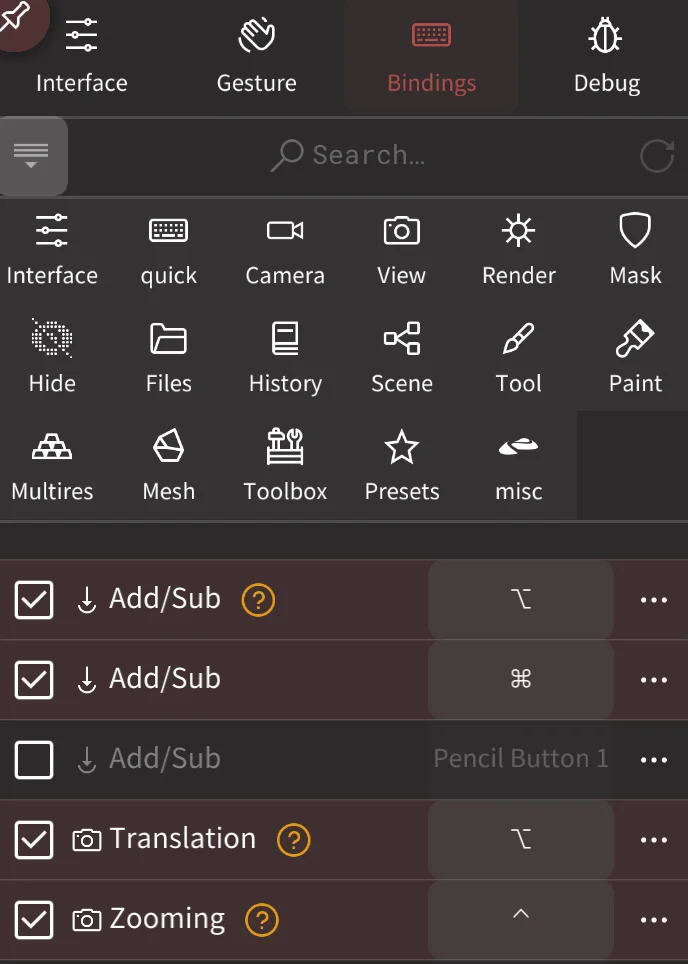 Interface Gesture Bindings Debug
Search...
Interface quick Camera View Render Mask
Hide Files History Scene Tool Paint
Multires Mesh Toolbox Presets misc
Add/Sub ? ⌥ ...
Add/Sub ⌘ ...
Add/Sub Pencil Button 1 ...
Translation ? ⌥ ...
Zooming ? ^ ...